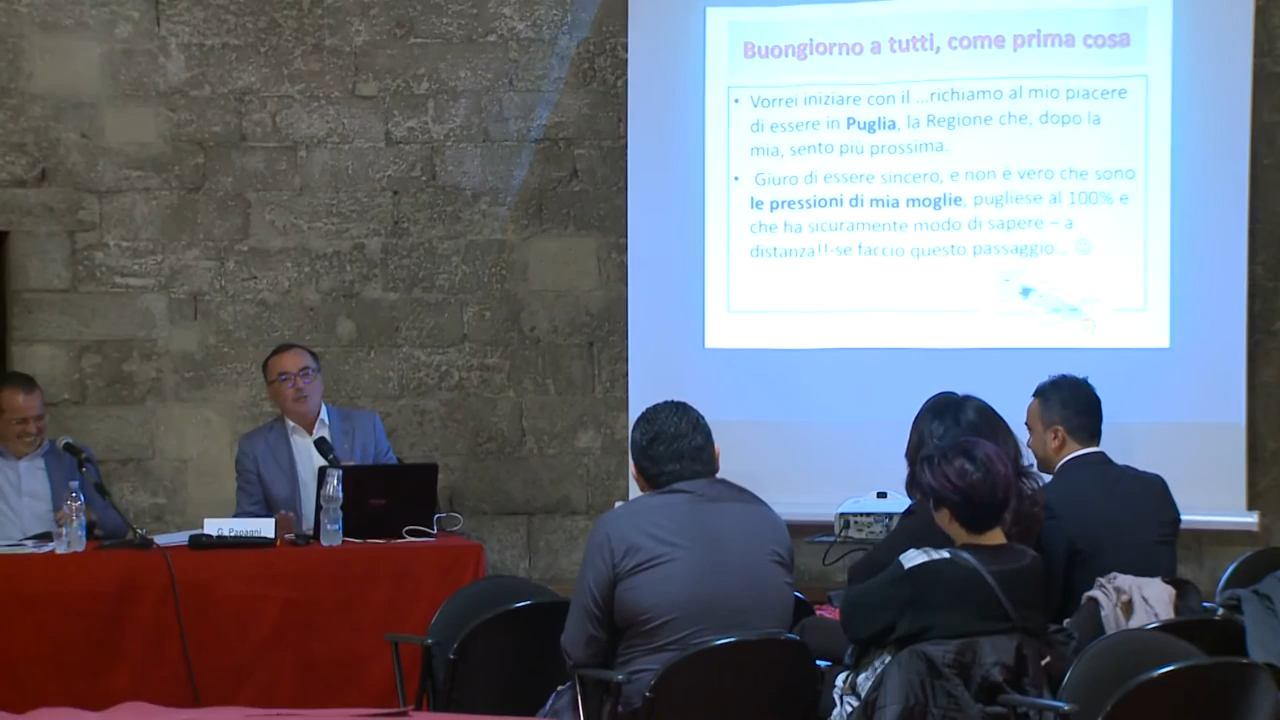 Buongiorno a tutti, come prima cosa
• Vorrei iniziare con il ...richiamo al mio piacere
di essere in Puglia, la Regione che, dopo la
mia, sento più prossima.
• Giuro di essere sincero, e non è vero che sono
le pressioni di mia moglie, pugliese al 100% e
che ha sicuramente modo di sapere – a
distanza!!-se faccio questo passaggio... ☺
G. Papagni